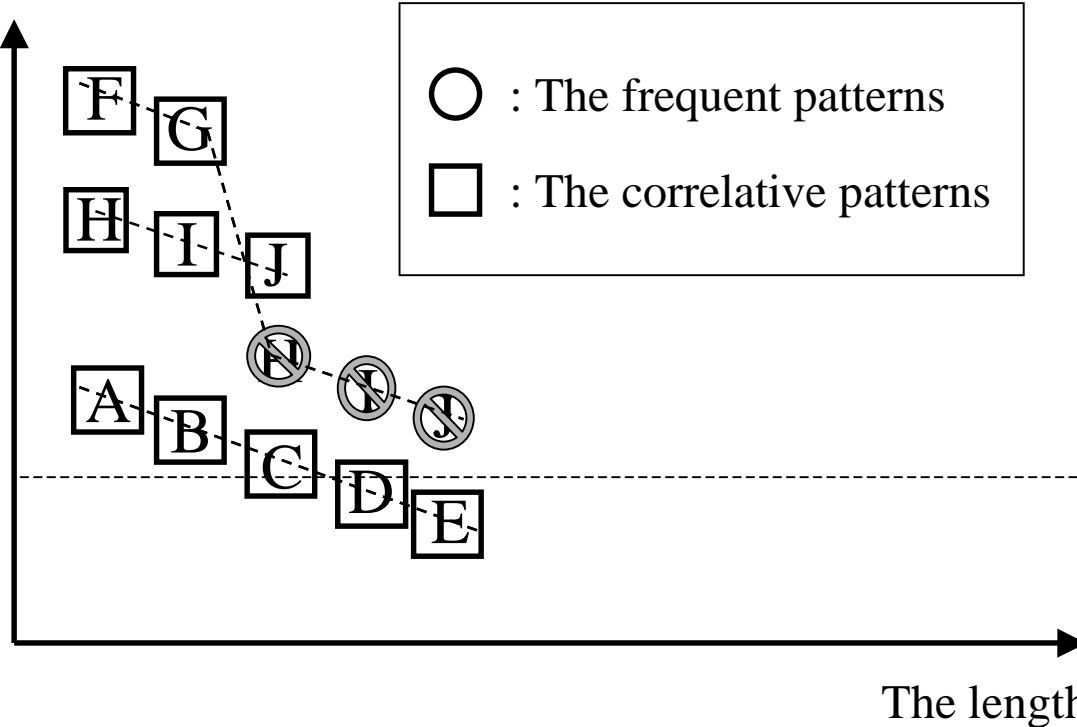 F
G
: The frequent patterns
: The correlative patterns
H
I
J
H
I
J
A
B
C
D
E
The length